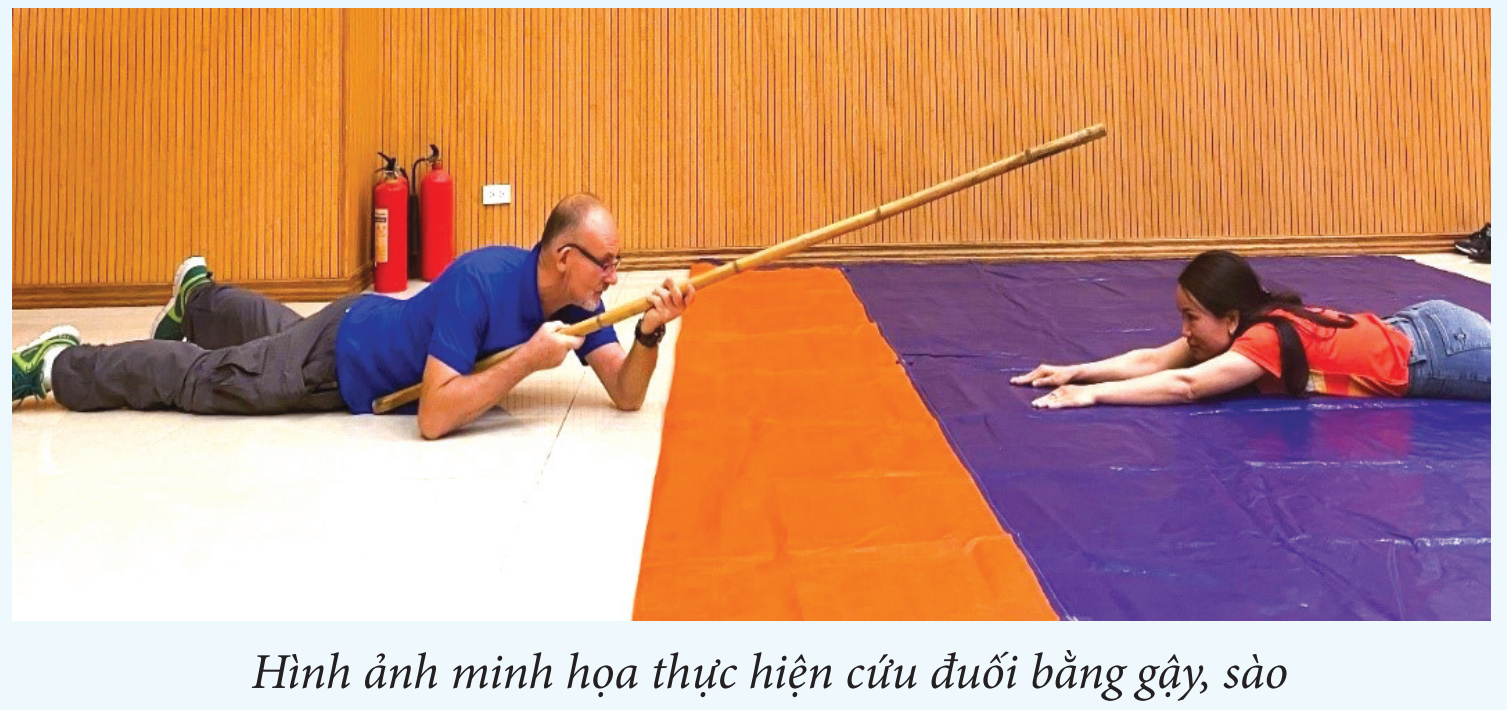 Hình ảnh minh họa thực hiện cứu đuối bằng gậy, sào